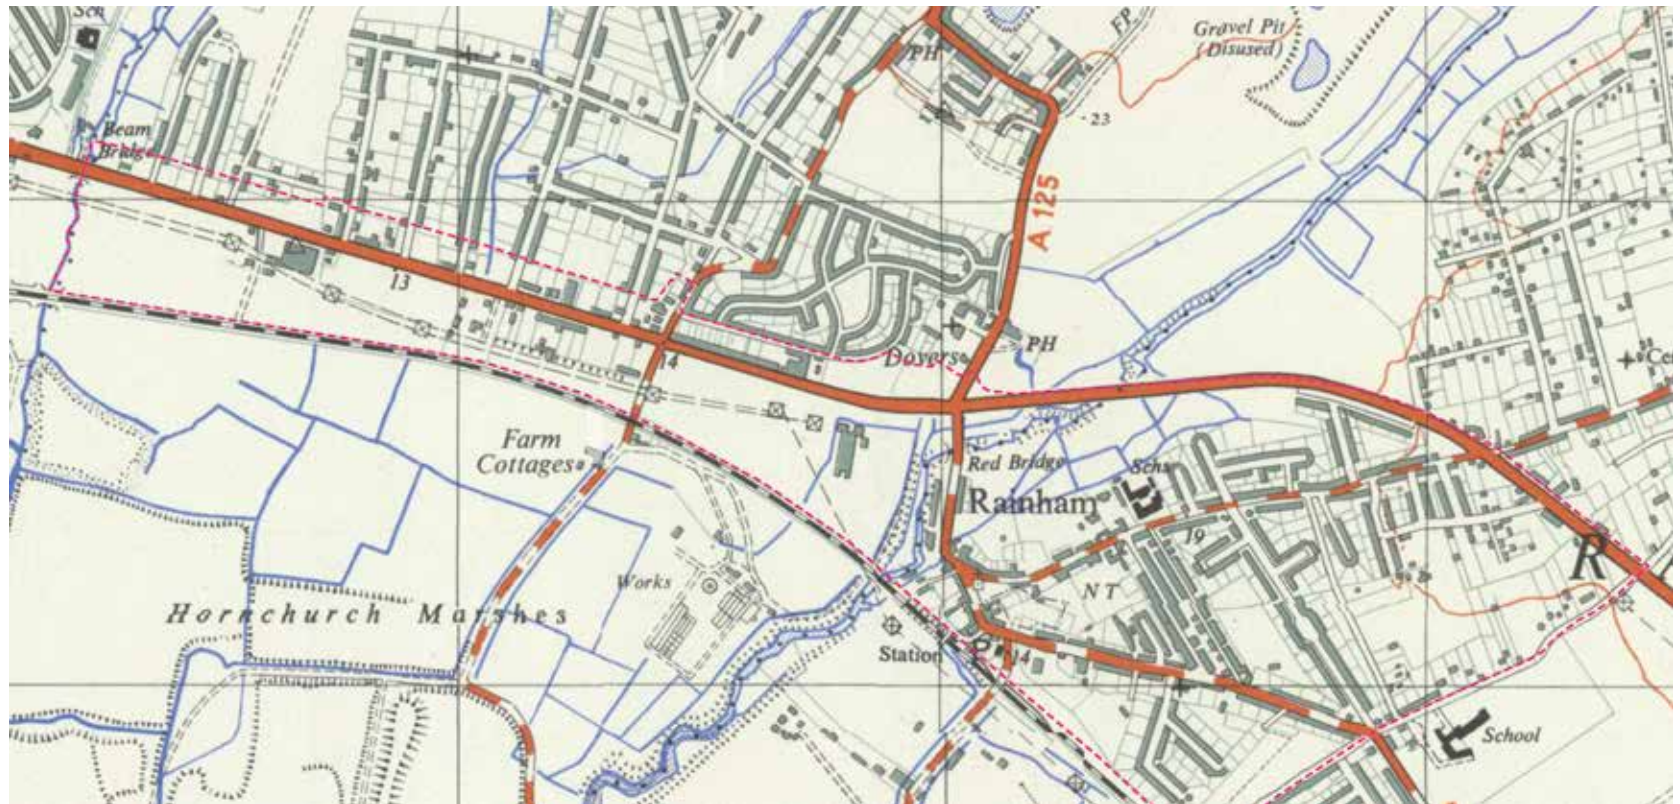 Sch
PH
FP
Gravel Pit
(Disused)
23
Beam
Bridge
A 125
13
14
Dovers
PH
Farm
Cottages
Red Bridge
Schs
Rainham
19
R
Works
N T
Hornchurch Marshes
Station
14
School